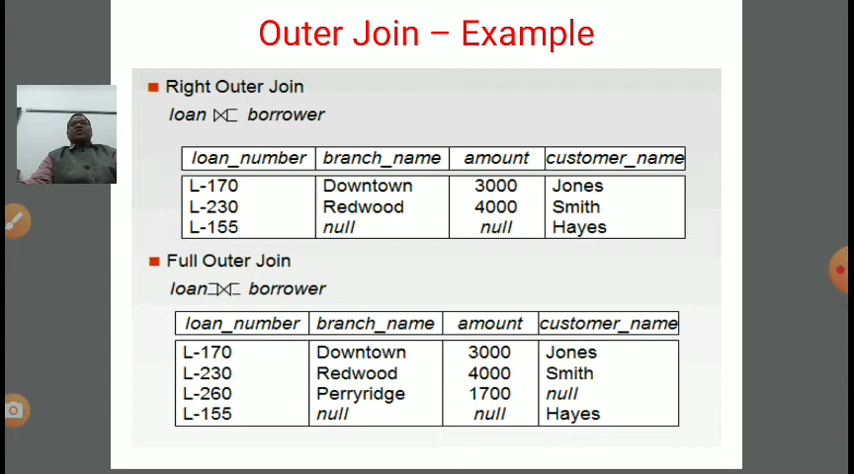 Outer Join – Example
Right Outer Join
loan ⟖ borrower
loan_number branch_name amount customer_name
L-170 Downtown 3000 Jones
L-230 Redwood 4000 Smith
L-155 null null Hayes
Full Outer Join
loan ⟗ borrower
loan_number branch_name amount customer_name
L-170 Downtown 3000 Jones
L-230 Redwood 4000 Smith
L-260 Perryridge 1700 null
L-155 null null Hayes